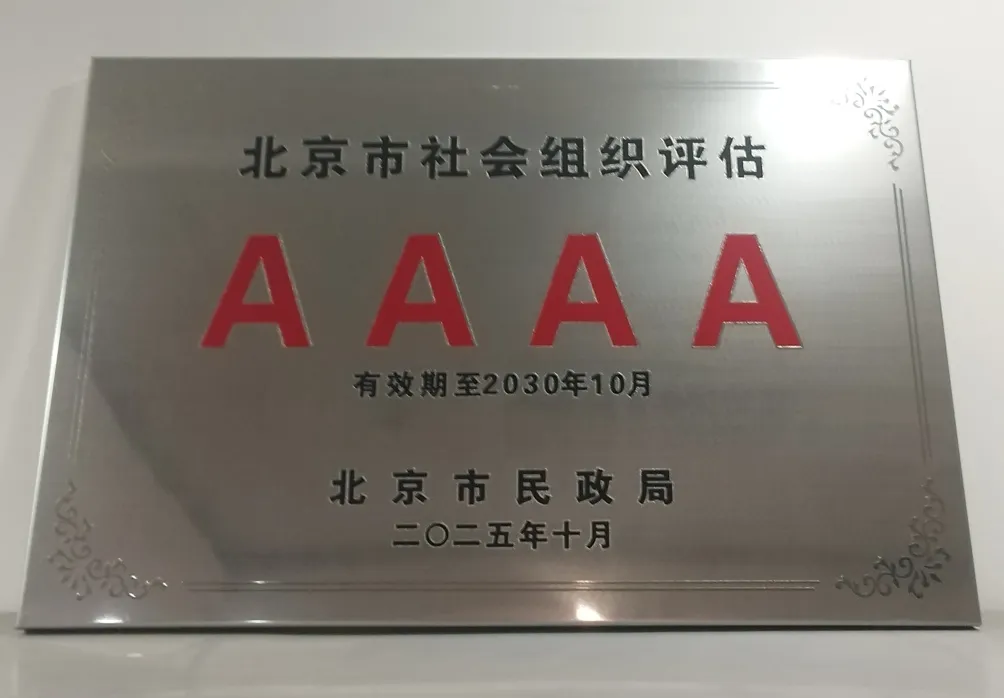 北京市社会组织评估
AAAA
有效期至2030年10月
北京市民政局
二〇二五年十月